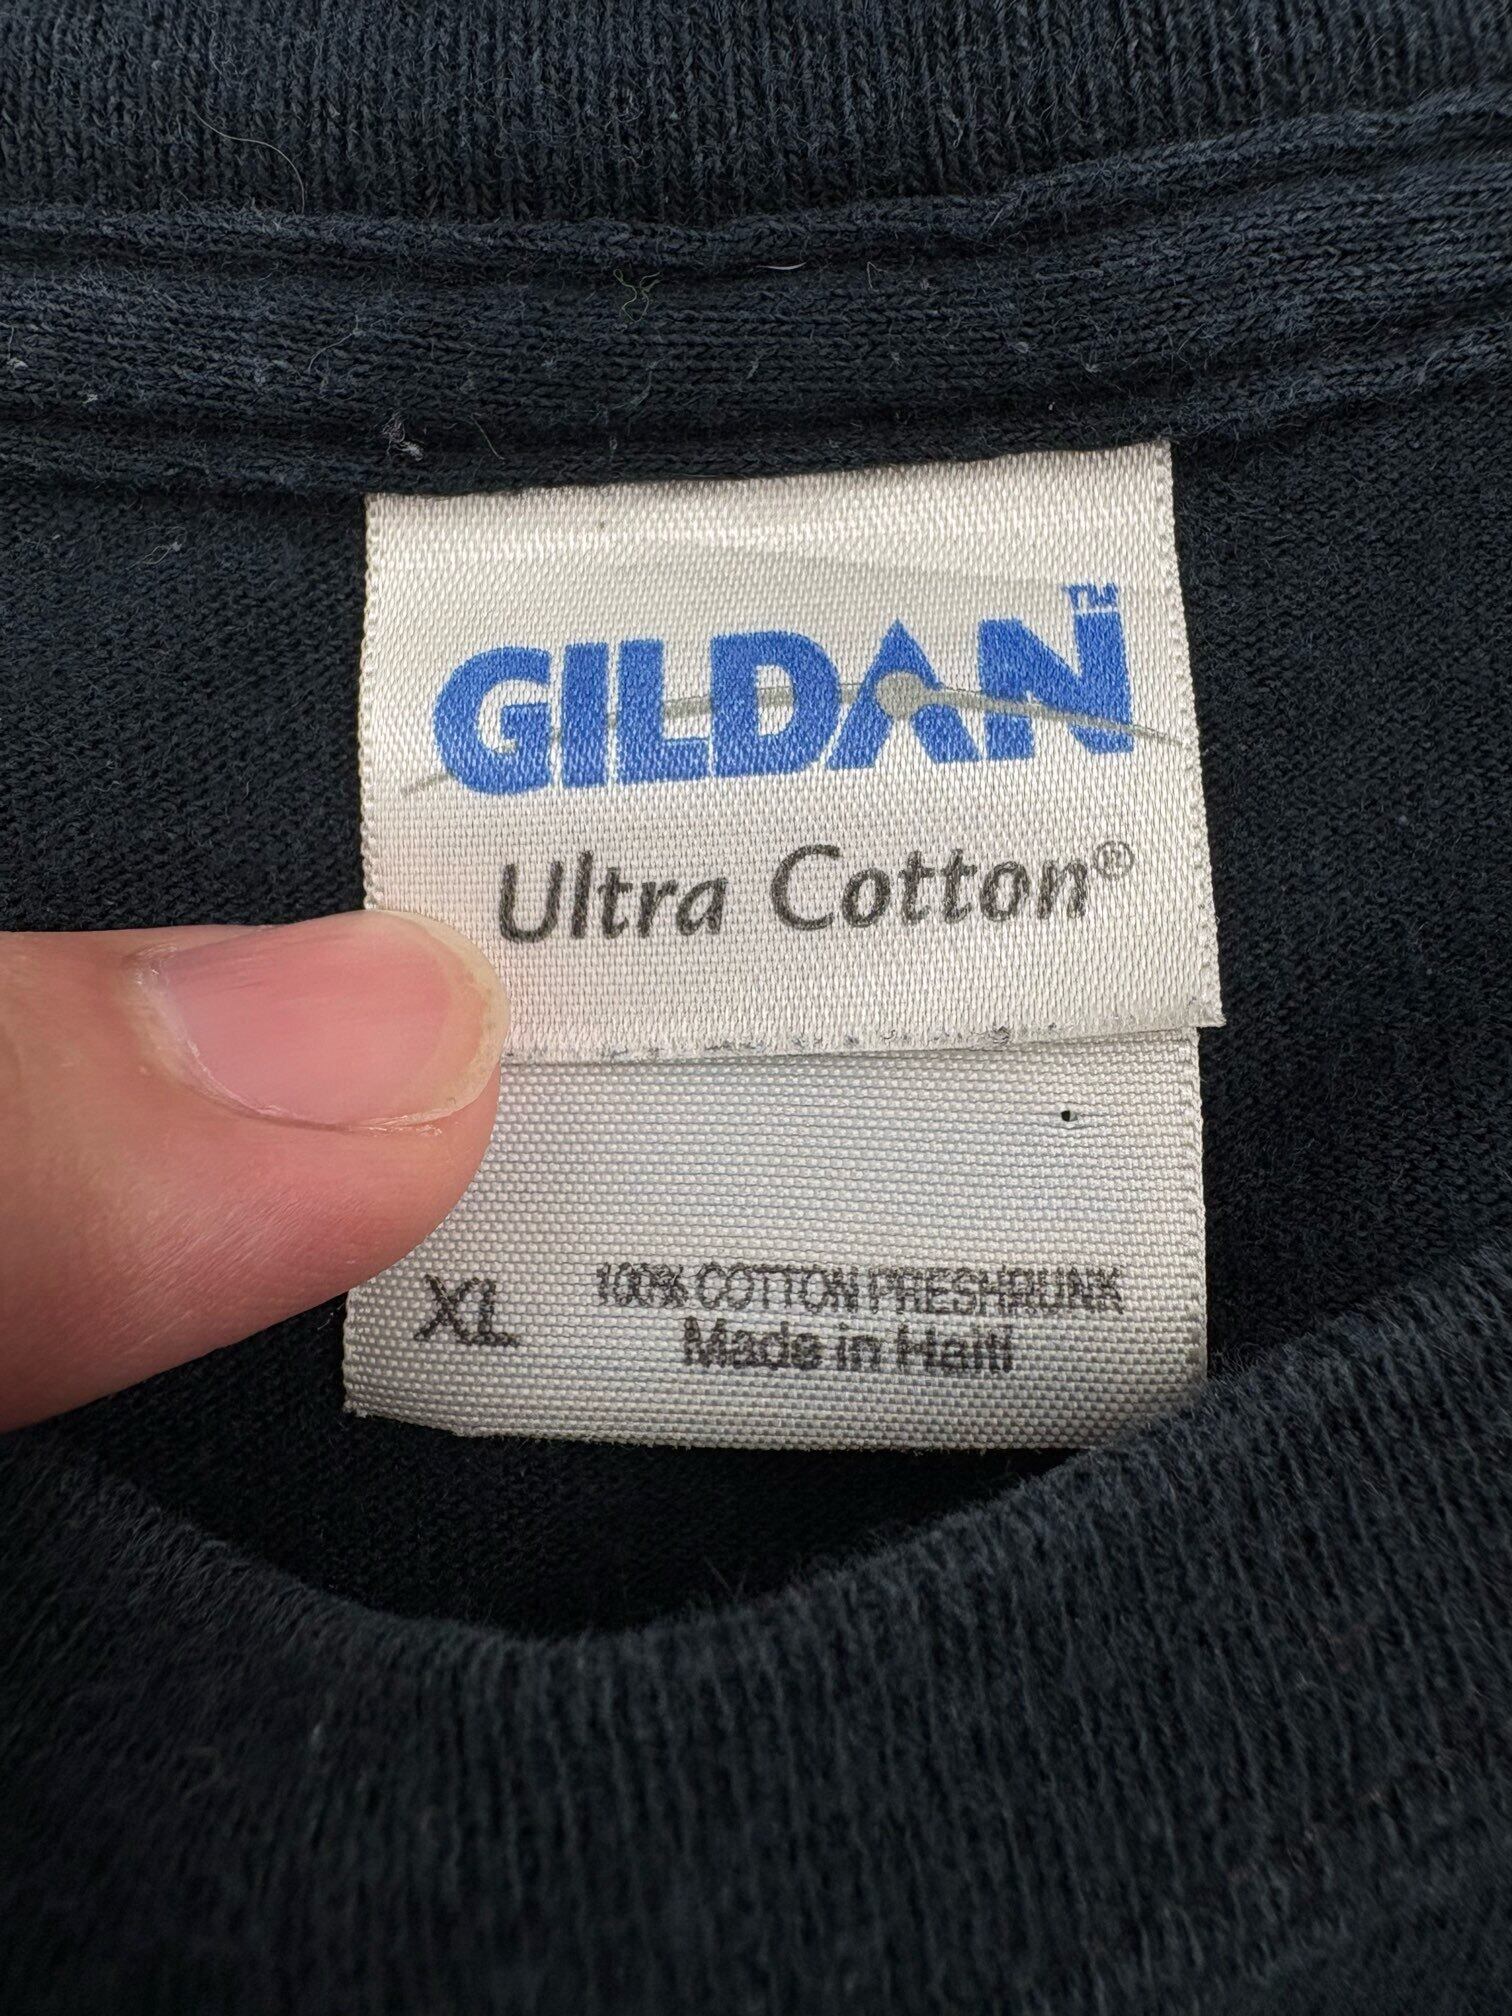 GILDAN™
Ultra Cotton®
XL
100% COTTON PRESHRUNK
Made in Haiti